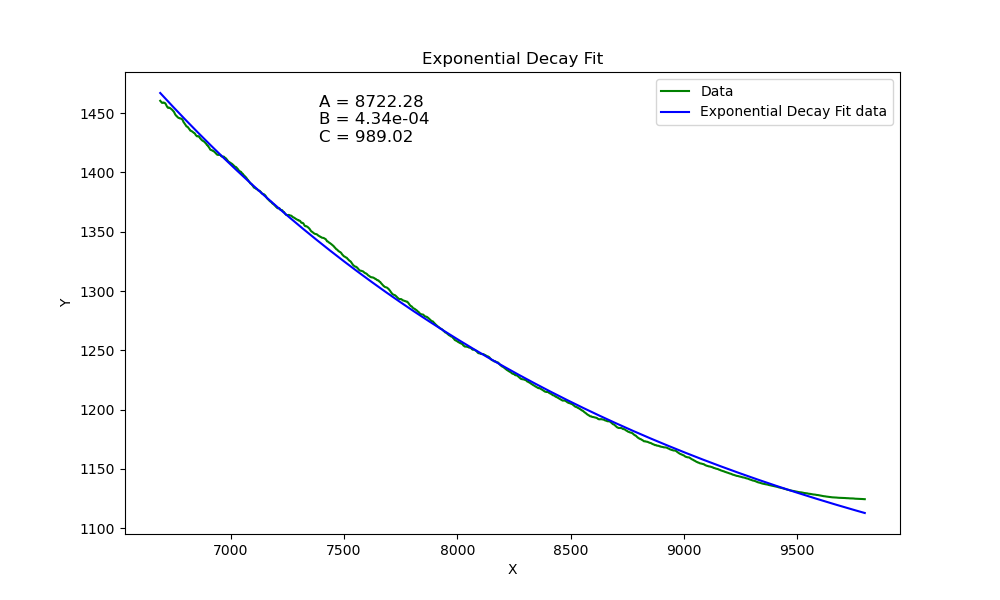 Exponential Decay Fit
A = 8722.28
B = 4.34e-04
C = 989.02
Data
Exponential Decay Fit data
1450
1400
1350
1300
1250
1200
1150
1100
Y
7000 7500 8000 8500 9000 9500
X